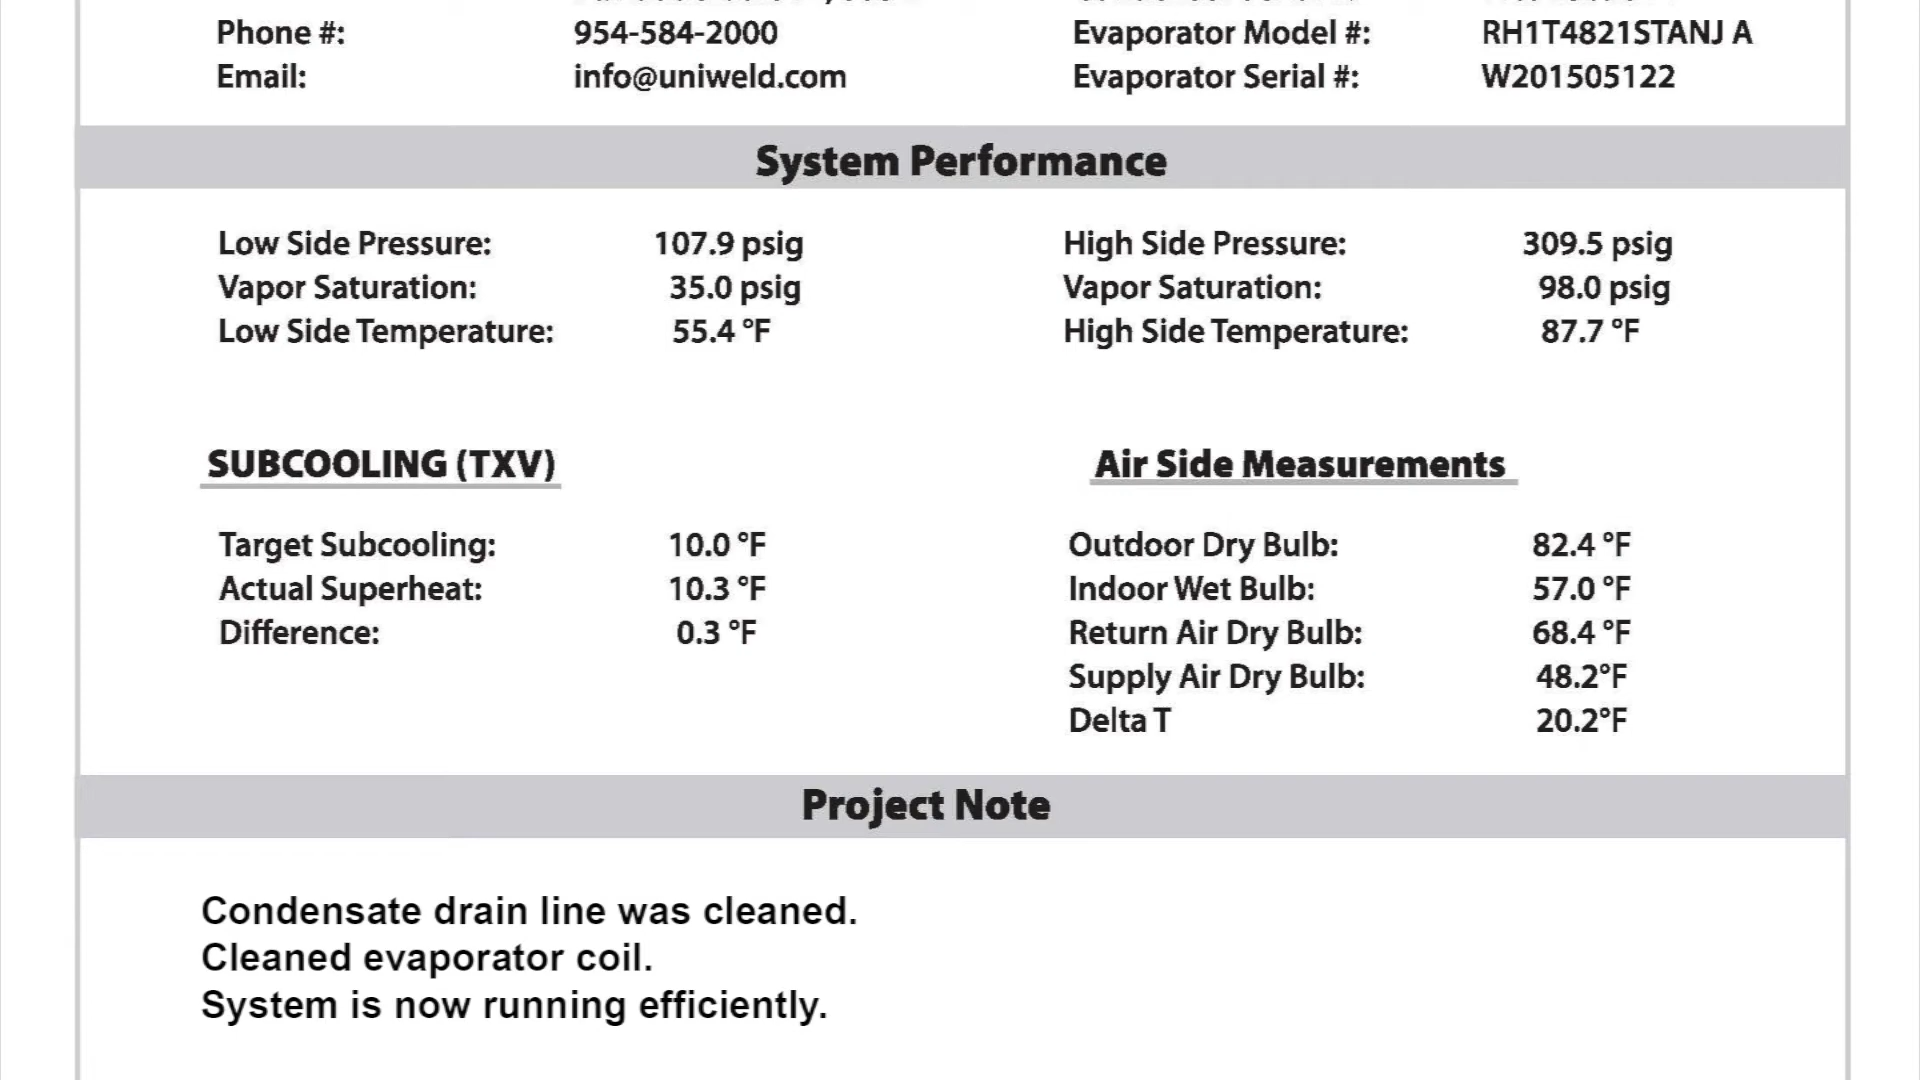 Phone #: 954-584-2000 Evaporator Model #: RH1T4821STANJ A
Email: info@uniweld.com Evaporator Serial #: W201505122
System Performance
Low Side Pressure: 107.9 psig High Side Pressure: 309.5 psig
Vapor Saturation: 35.0 psig Vapor Saturation: 98.0 psig
Low Side Temperature: 55.4 °F High Side Temperature: 87.7 °F
SUBCOOLING (TXV) Air Side Measurements
Target Subcooling: 10.0 °F Outdoor Dry Bulb: 82.4 °F
Actual Superheat: 10.3 °F Indoor Wet Bulb: 57.0 °F
Difference: 0.3 °F Return Air Dry Bulb: 68.4 °F
Supply Air Dry Bulb: 48.2°F
Delta T 20.2°F
Project Note
Condensate drain line was cleaned.
Cleaned evaporator coil.
System is now running efficiently.